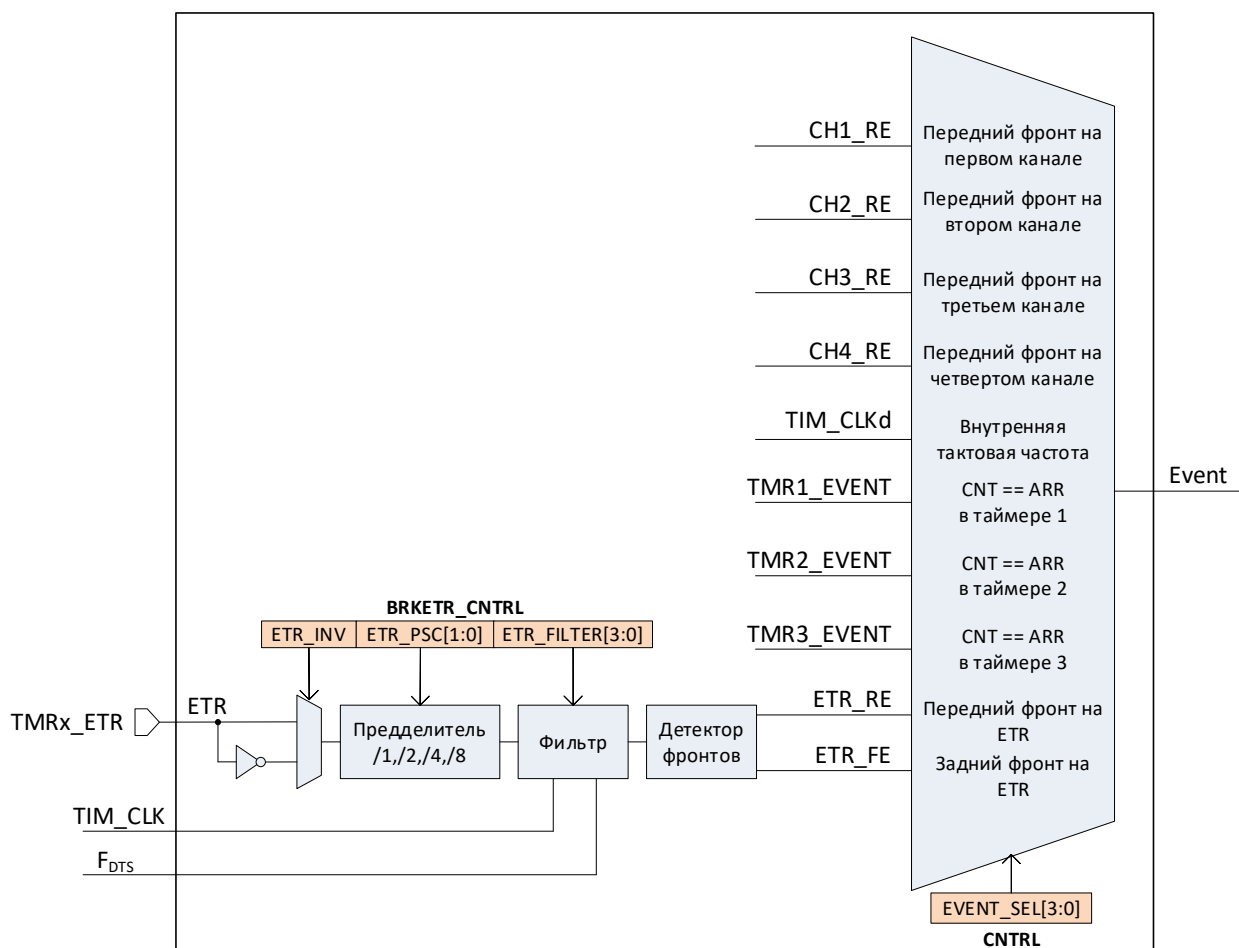 CH1_RE
Передний фронт на
первом канале
CH2_RE
Передний фронт на
втором канале
CH3_RE
Передний фронт на
третьем канале
CH4_RE
Передний фронт на
четвертом канале
TIM_CLKd
Внутренняя
тактовая частота
TMR1_EVENT
CNT == ARR
в таймере 1
Event
TMR2_EVENT
CNT == ARR
в таймере 2
TMR3_EVENT
CNT == ARR
в таймере 3
BRKETR_CNTRL
ETR_INV
ETR_PSC[1:0]
ETR_FILTER[3:0]
TMRx_ETR
ETR
Предделитель
/1,/2,/4,/8
Фильтр
Детектор
фронтов
ETR_RE
Передний фронт на
ETR
ETR_FE
Задний фронт на
ETR
TIM_CLK
FDTS
EVENT_SEL[3:0]
CNTRL